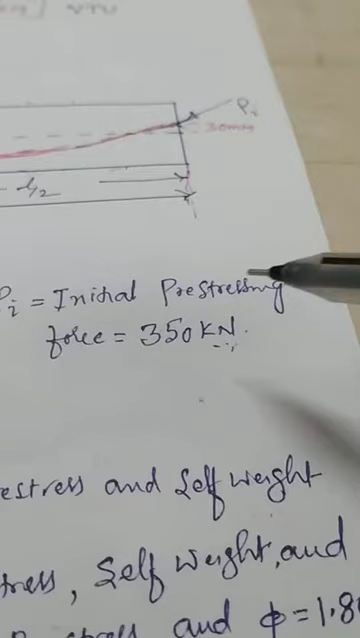 VTU
Pi
30mm
L/2
Pi = Initial Prestressing
force = 350 KN.
estress and Self weight
tress, Self weight, and
and ϕ = 1.8